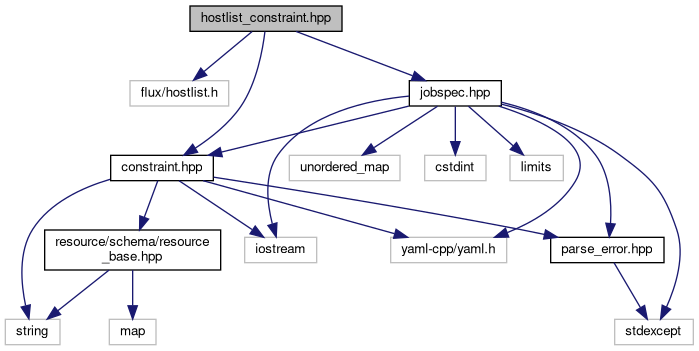 hostlist_constraint.hpp
flux/hostlist.h
jobspec.hpp
constraint.hpp
unordered_map
cstdint
limits
resource/schema/resource
_base.hpp
iostream
yaml-cpp/yaml.h
parse_error.hpp
string
map
stdexcept